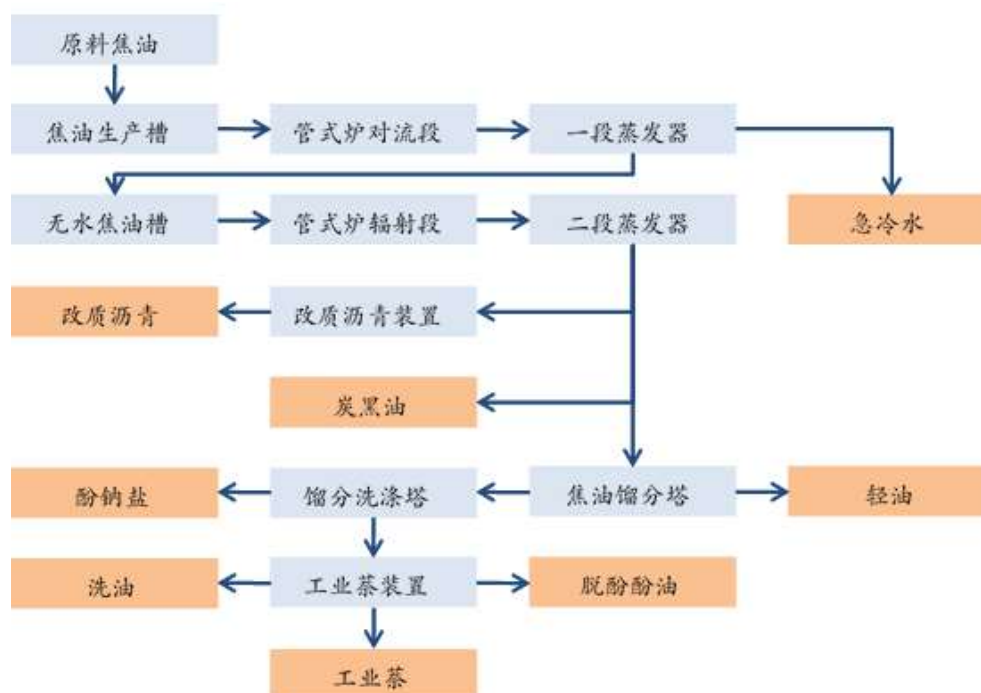 原料焦油
焦油生产槽
管式炉对流段
一段蒸发器
无水焦油槽
管式炉辐射段
二段蒸发器
急冷水
改质沥青
改质沥青装置
炭黑油
酚钠盐
馏分洗涤塔
焦油馏分塔
轻油
洗油
工业萘装置
脱酚酚油
工业萘